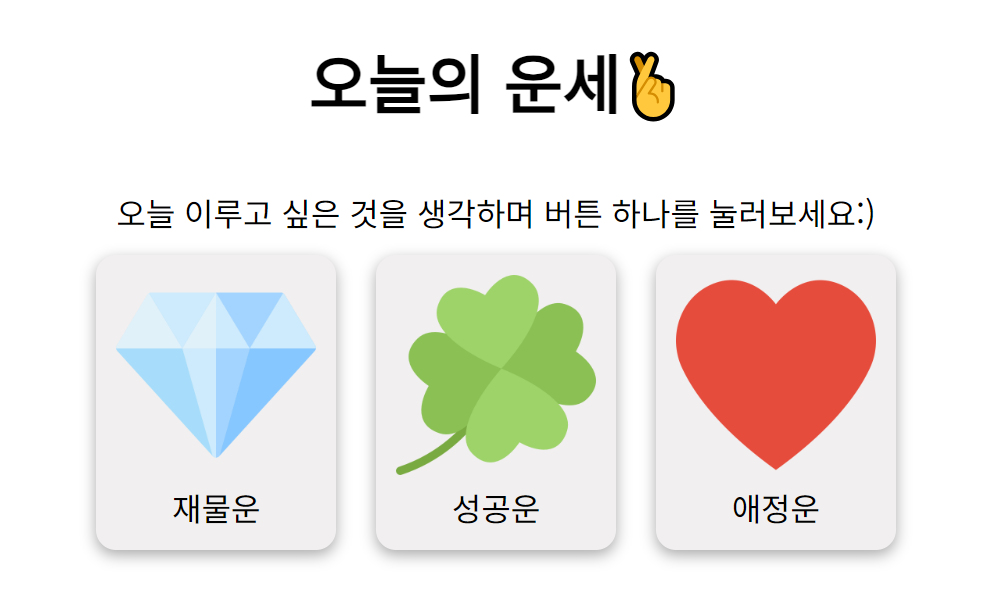 오늘의 운세🤞
오늘 이루고 싶은 것을 생각하며 버튼 하나를 눌러보세요:)
재물운
성공운
애정운